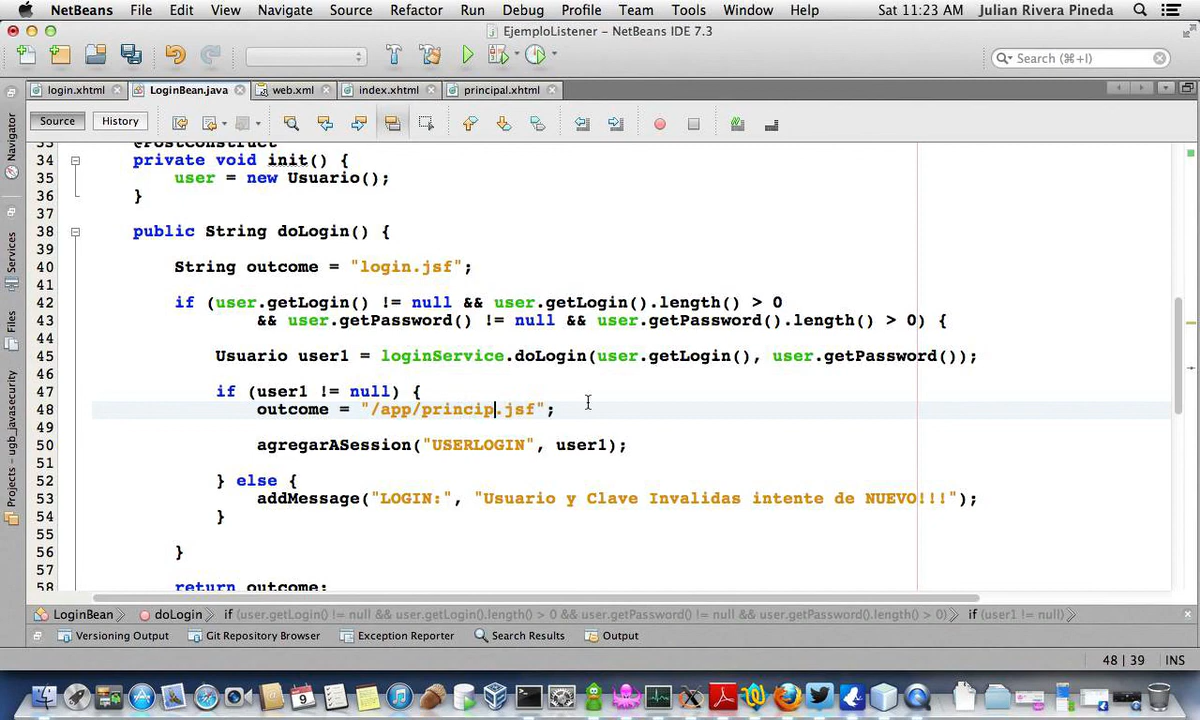 NetBeans File Edit View Navigate Source Refactor Run Debug Profile Team Tools Window Help Sat 11:23 AM Julian Rivera Pineda
EjemploListener - NetBeans IDE 7.3
Search (⌘+I)
login.xhtml LoginBean.java web.xml index.xhtml principal.xhtml
Source History
33 @PostConstruct
34 private void init() {
35 user = new Usuario();
36 }
37
38 public String doLogin() {
39
40 String outcome = "login.jsf";
41
42 if (user.getLogin() != null && user.getLogin().length() > 0
43 && user.getPassword() != null && user.getPassword().length() > 0) {
44
45 Usuario user1 = loginService.doLogin(user.getLogin(), user.getPassword());
46
47 if (user1 != null) {
48 outcome = "/app/princip.jsf";
49
50 agregarASession("USERLOGIN", user1);
51
52 } else {
53 addMessage("LOGIN:", "Usuario y Clave Invalidas intente de NUEVO!!!");
54 }
55
56 }
57
58 return outcome;
Navigator
Services
Files
Projects - ugb_javasecurity
LoginBean doLogin if (user.getLogin() != null && user.getLogin().length() > 0 && user.getPassword() != null && user.getPassword().length() > 0) if (user1 != null)
Versioning Output Git Repository Browser Exception Reporter Search Results Output
48 | 39 INS